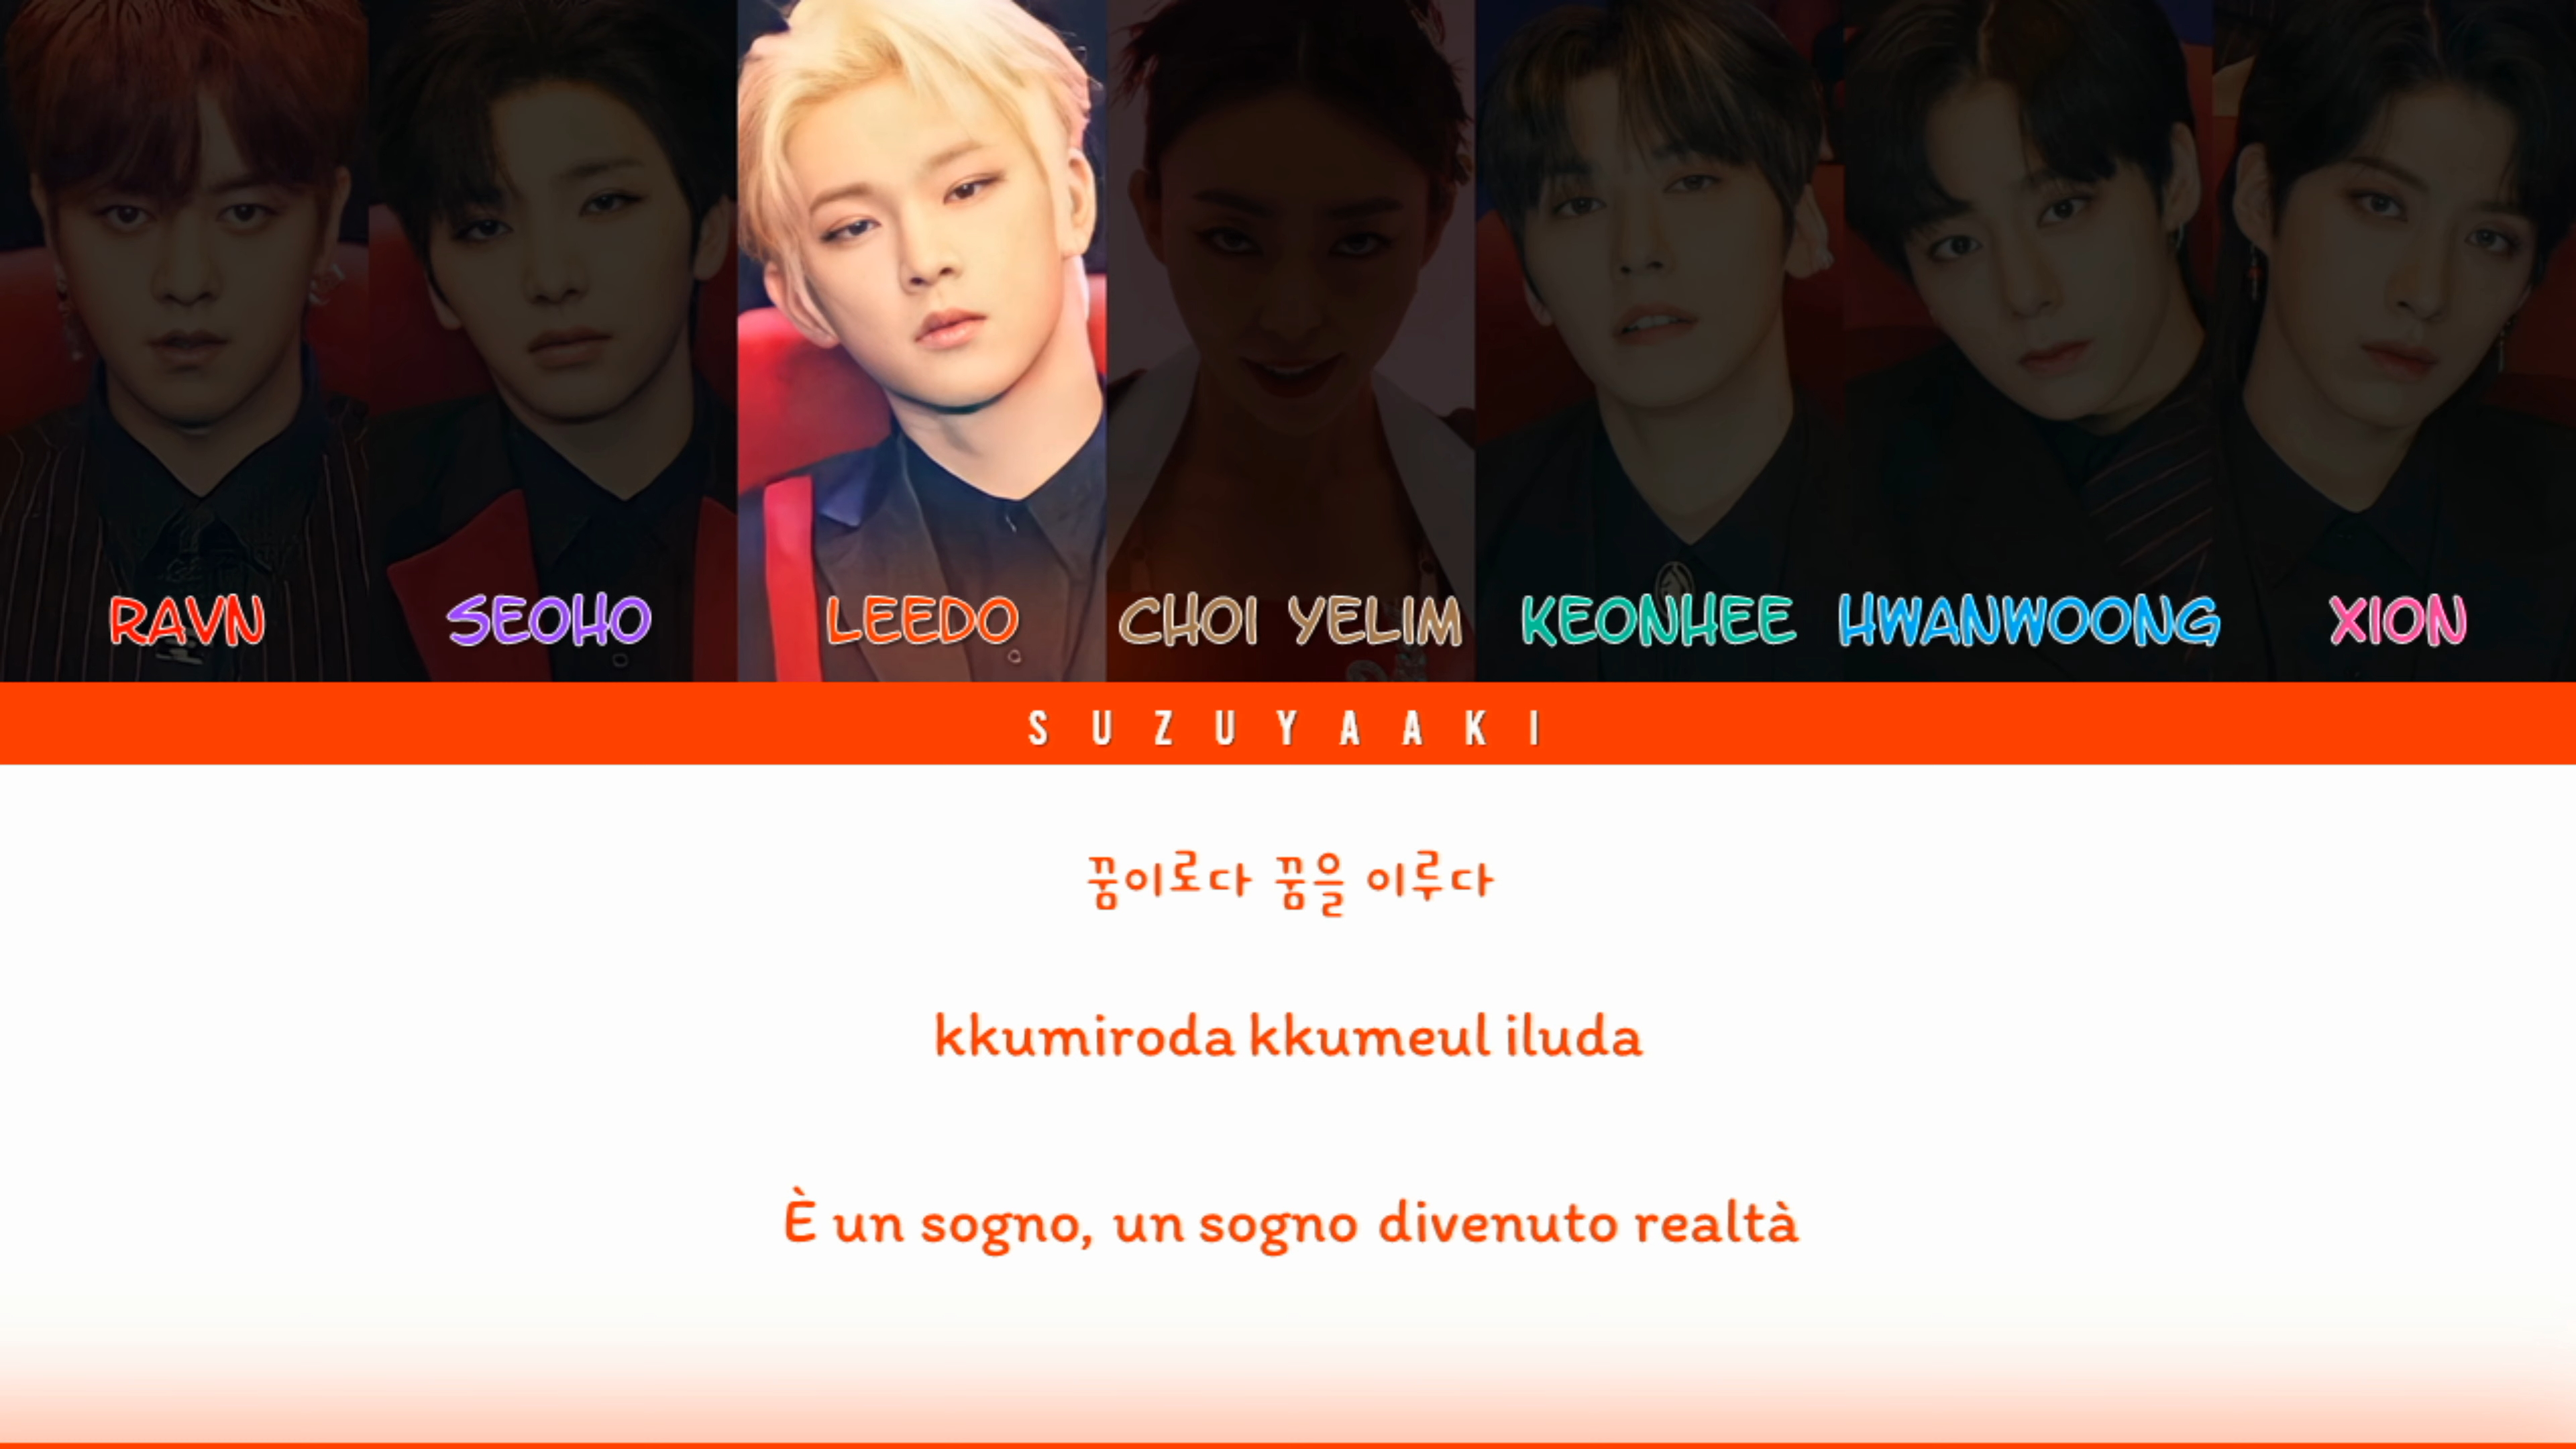 RAVN SEOHO LEEDO CHOI YELIM KEONHEE HWANWOONG XION
SUZUYAAKI
꿈이로다 꿈을 이루다
kkumiroda kkumeul iluda
È un sogno, un sogno divenuto realtà